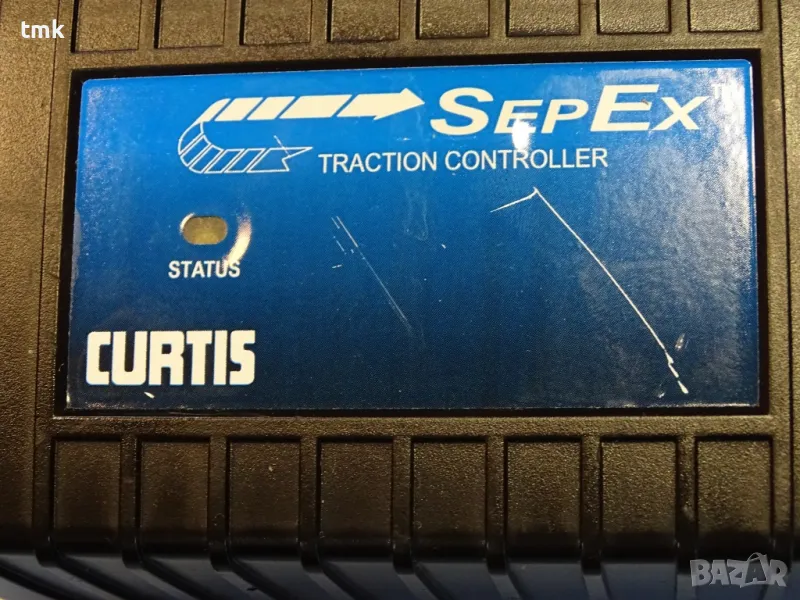 tmk
SEPEX™
TRACTION CONTROLLER
STATUS
CURTIS
BAZAR